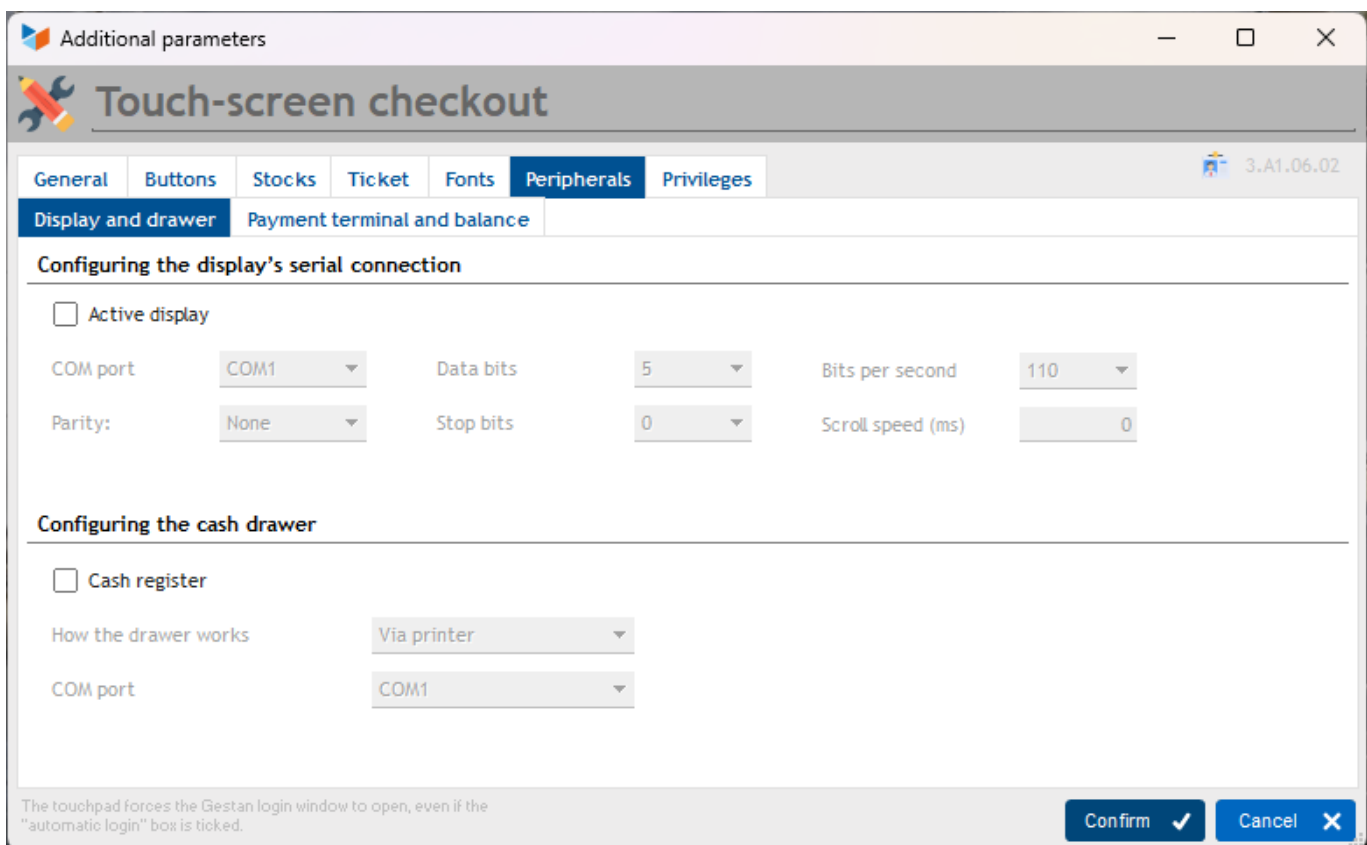 Additional parameters
Touch-screen checkout
General Buttons Stocks Ticket Fonts Peripherals Privileges 3.A1.06.02
Display and drawer Payment terminal and balance
Configuring the display's serial connection
Active display
COM port COM1 Data bits 5 Bits per second 110
Parity: None Stop bits 0 Scroll speed (ms) 0
Configuring the cash drawer
Cash register
How the drawer works Via printer
COM port COM1
The touchpad forces the Gestan login window to open, even if the
"automatic login" box is ticked.
Confirm Cancel